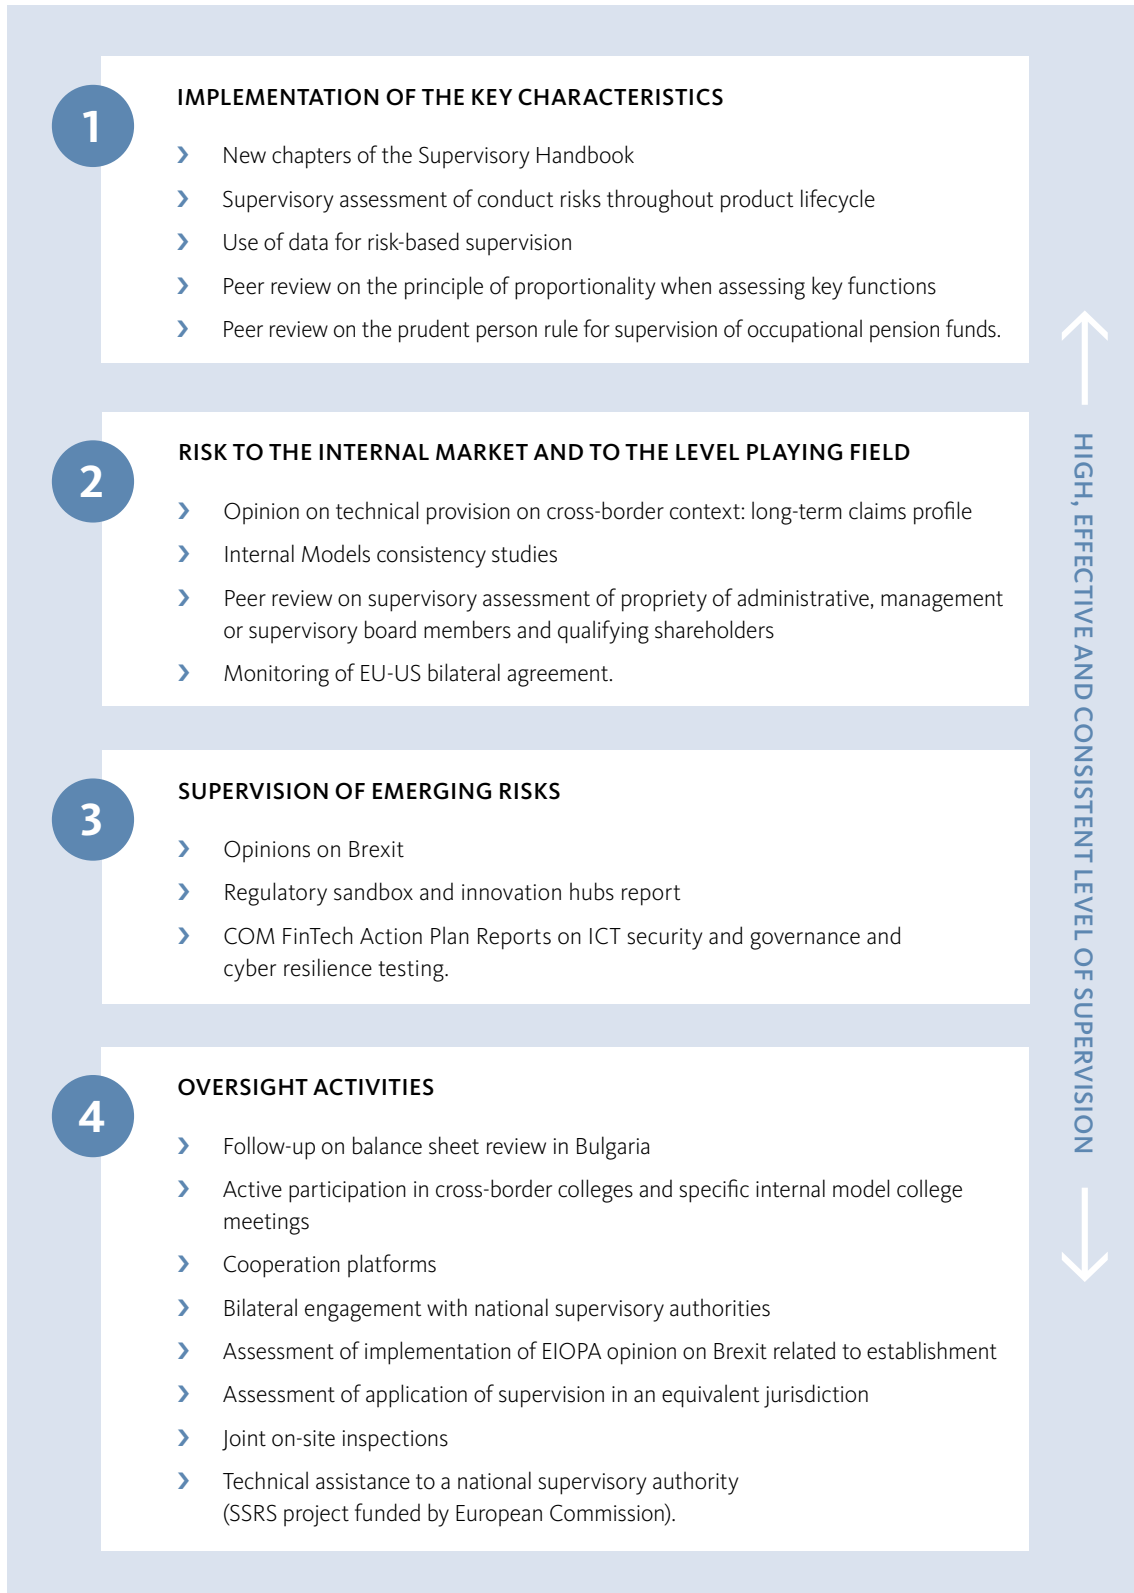 1
IMPLEMENTATION OF THE KEY CHARACTERISTICS
› New chapters of the Supervisory Handbook
› Supervisory assessment of conduct risks throughout product lifecycle
› Use of data for risk-based supervision
› Peer review on the principle of proportionality when assessing key functions
› Peer review on the prudent person rule for supervision of occupational pension funds.
2
RISK TO THE INTERNAL MARKET AND TO THE LEVEL PLAYING FIELD
› Opinion on technical provision on cross-border context: long-term claims profile
› Internal Models consistency studies
› Peer review on supervisory assessment of propriety of administrative, management
or supervisory board members and qualifying shareholders
› Monitoring of EU-US bilateral agreement.
3
SUPERVISION OF EMERGING RISKS
› Opinions on Brexit
› Regulatory sandbox and innovation hubs report
› COM FinTech Action Plan Reports on ICT security and governance and
cyber resilience testing.
4
OVERSIGHT ACTIVITIES
› Follow-up on balance sheet review in Bulgaria
› Active participation in cross-border colleges and specific internal model college
meetings
› Cooperation platforms
› Bilateral engagement with national supervisory authorities
› Assessment of implementation of EIOPA opinion on Brexit related to establishment
› Assessment of application of supervision in an equivalent jurisdiction
› Joint on-site inspections
› Technical assistance to a national supervisory authority
(SSRS project funded by European Commission).
HIGH, EFFECTIVE AND CONSISTENT LEVEL OF SUPERVISION